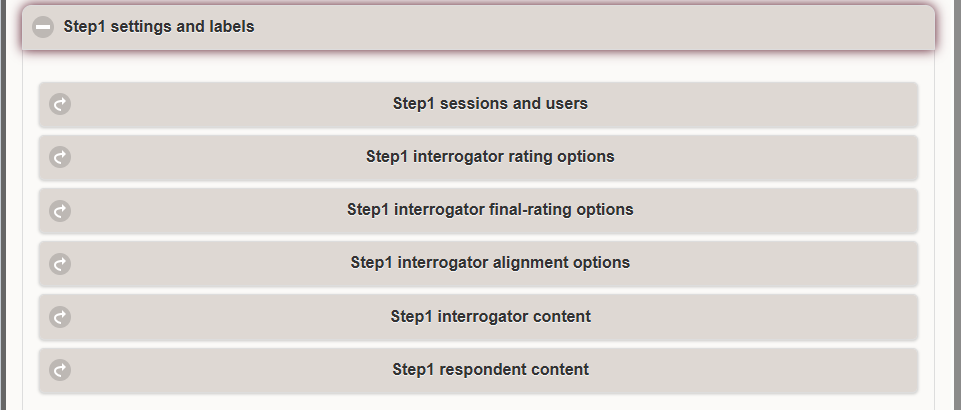 Step1 settings and labels
Step1 sessions and users
Step1 interrogator rating options
Step1 interrogator final-rating options
Step1 interrogator alignment options
Step1 interrogator content
Step1 respondent content